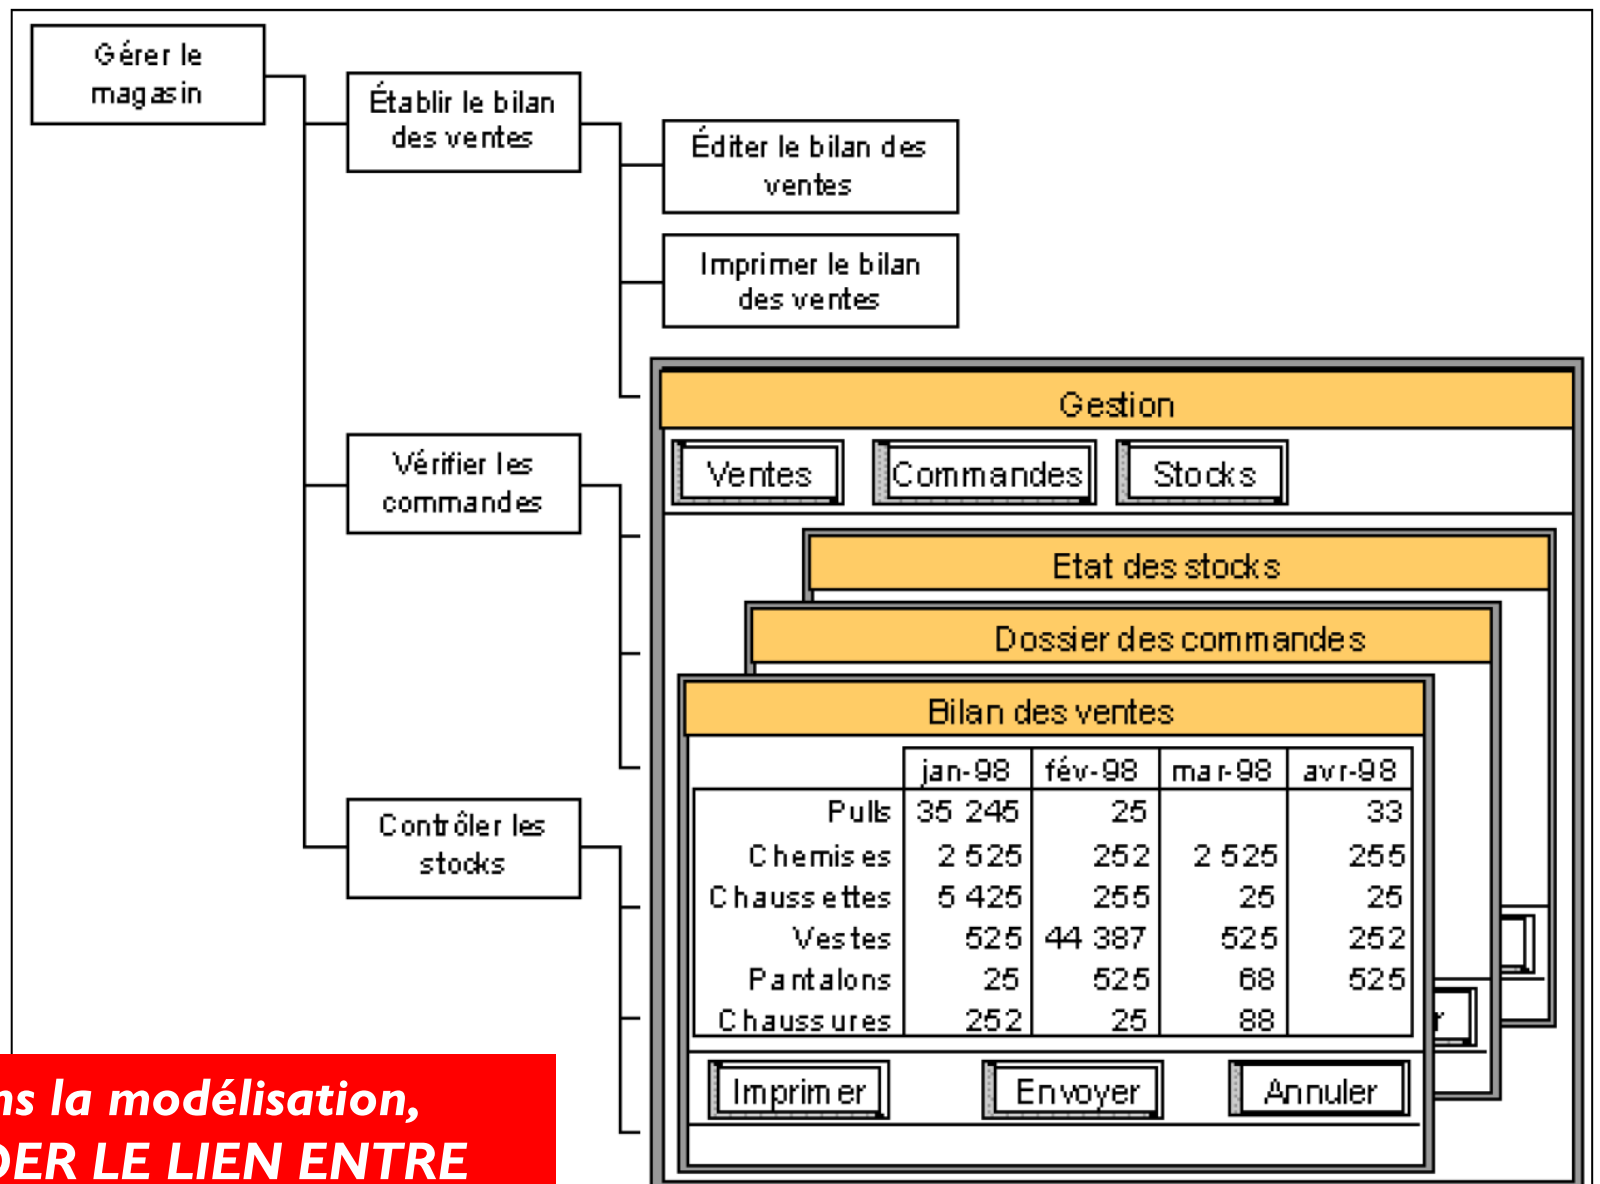 Gérer le
magasin
Établir le bilan
des ventes
Éditer le bilan des
ventes
Imprimer le bilan
des ventes
Vérifier les
commandes
Contrôler les
stocks
Gestion
Ventes Commandes Stocks
Etat des stocks
Dossier des commandes
Bilan des ventes
jan-98 fév-98 mar-98 avr-98
Pulls 35 245 25 33
Chemises 2 525 252 2 525 255
Chaussettes 5 425 255 25 25
Vestes 525 44 387 525 252
Pantalons 25 525 68 525
Chaussures 252 25 88
Imprimer Envoyer Annuler
la modélisation,
LE LIEN ENTRE